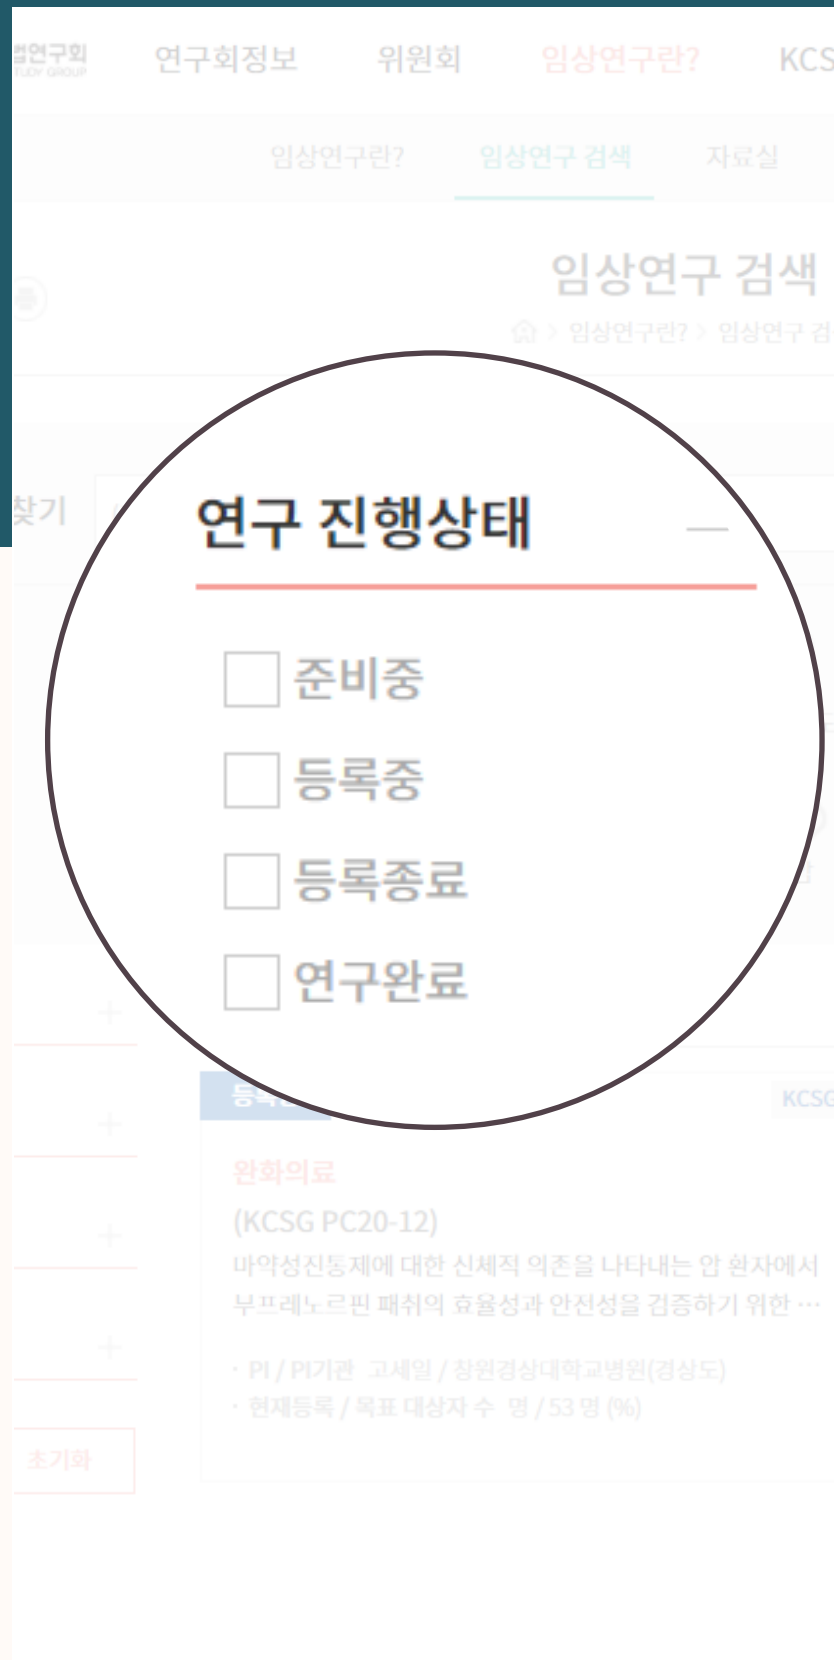 법연구회
TUDY GROUP
연구회정보 위원회 임상연구란? KCS
임상연구란? 임상연구 검색 자료실
임상연구 검색
임상연구란? > 임상연구 검
찾기
연구 진행상태
준비중
등록중
등록종료
연구완료
KCSG
완화의료
(KCSG PC20-12)
마약성진통제에 대한 신체적 의존을 나타내는 암 환자에서
부프레노르핀 패취의 효율성과 안전성을 검증하기 위한 …
· PI / PI기관 고세일 / 창원경상대학교병원(경상도)
· 현재등록 / 목표 대상자 수 명 / 53 명 (%)
초기화